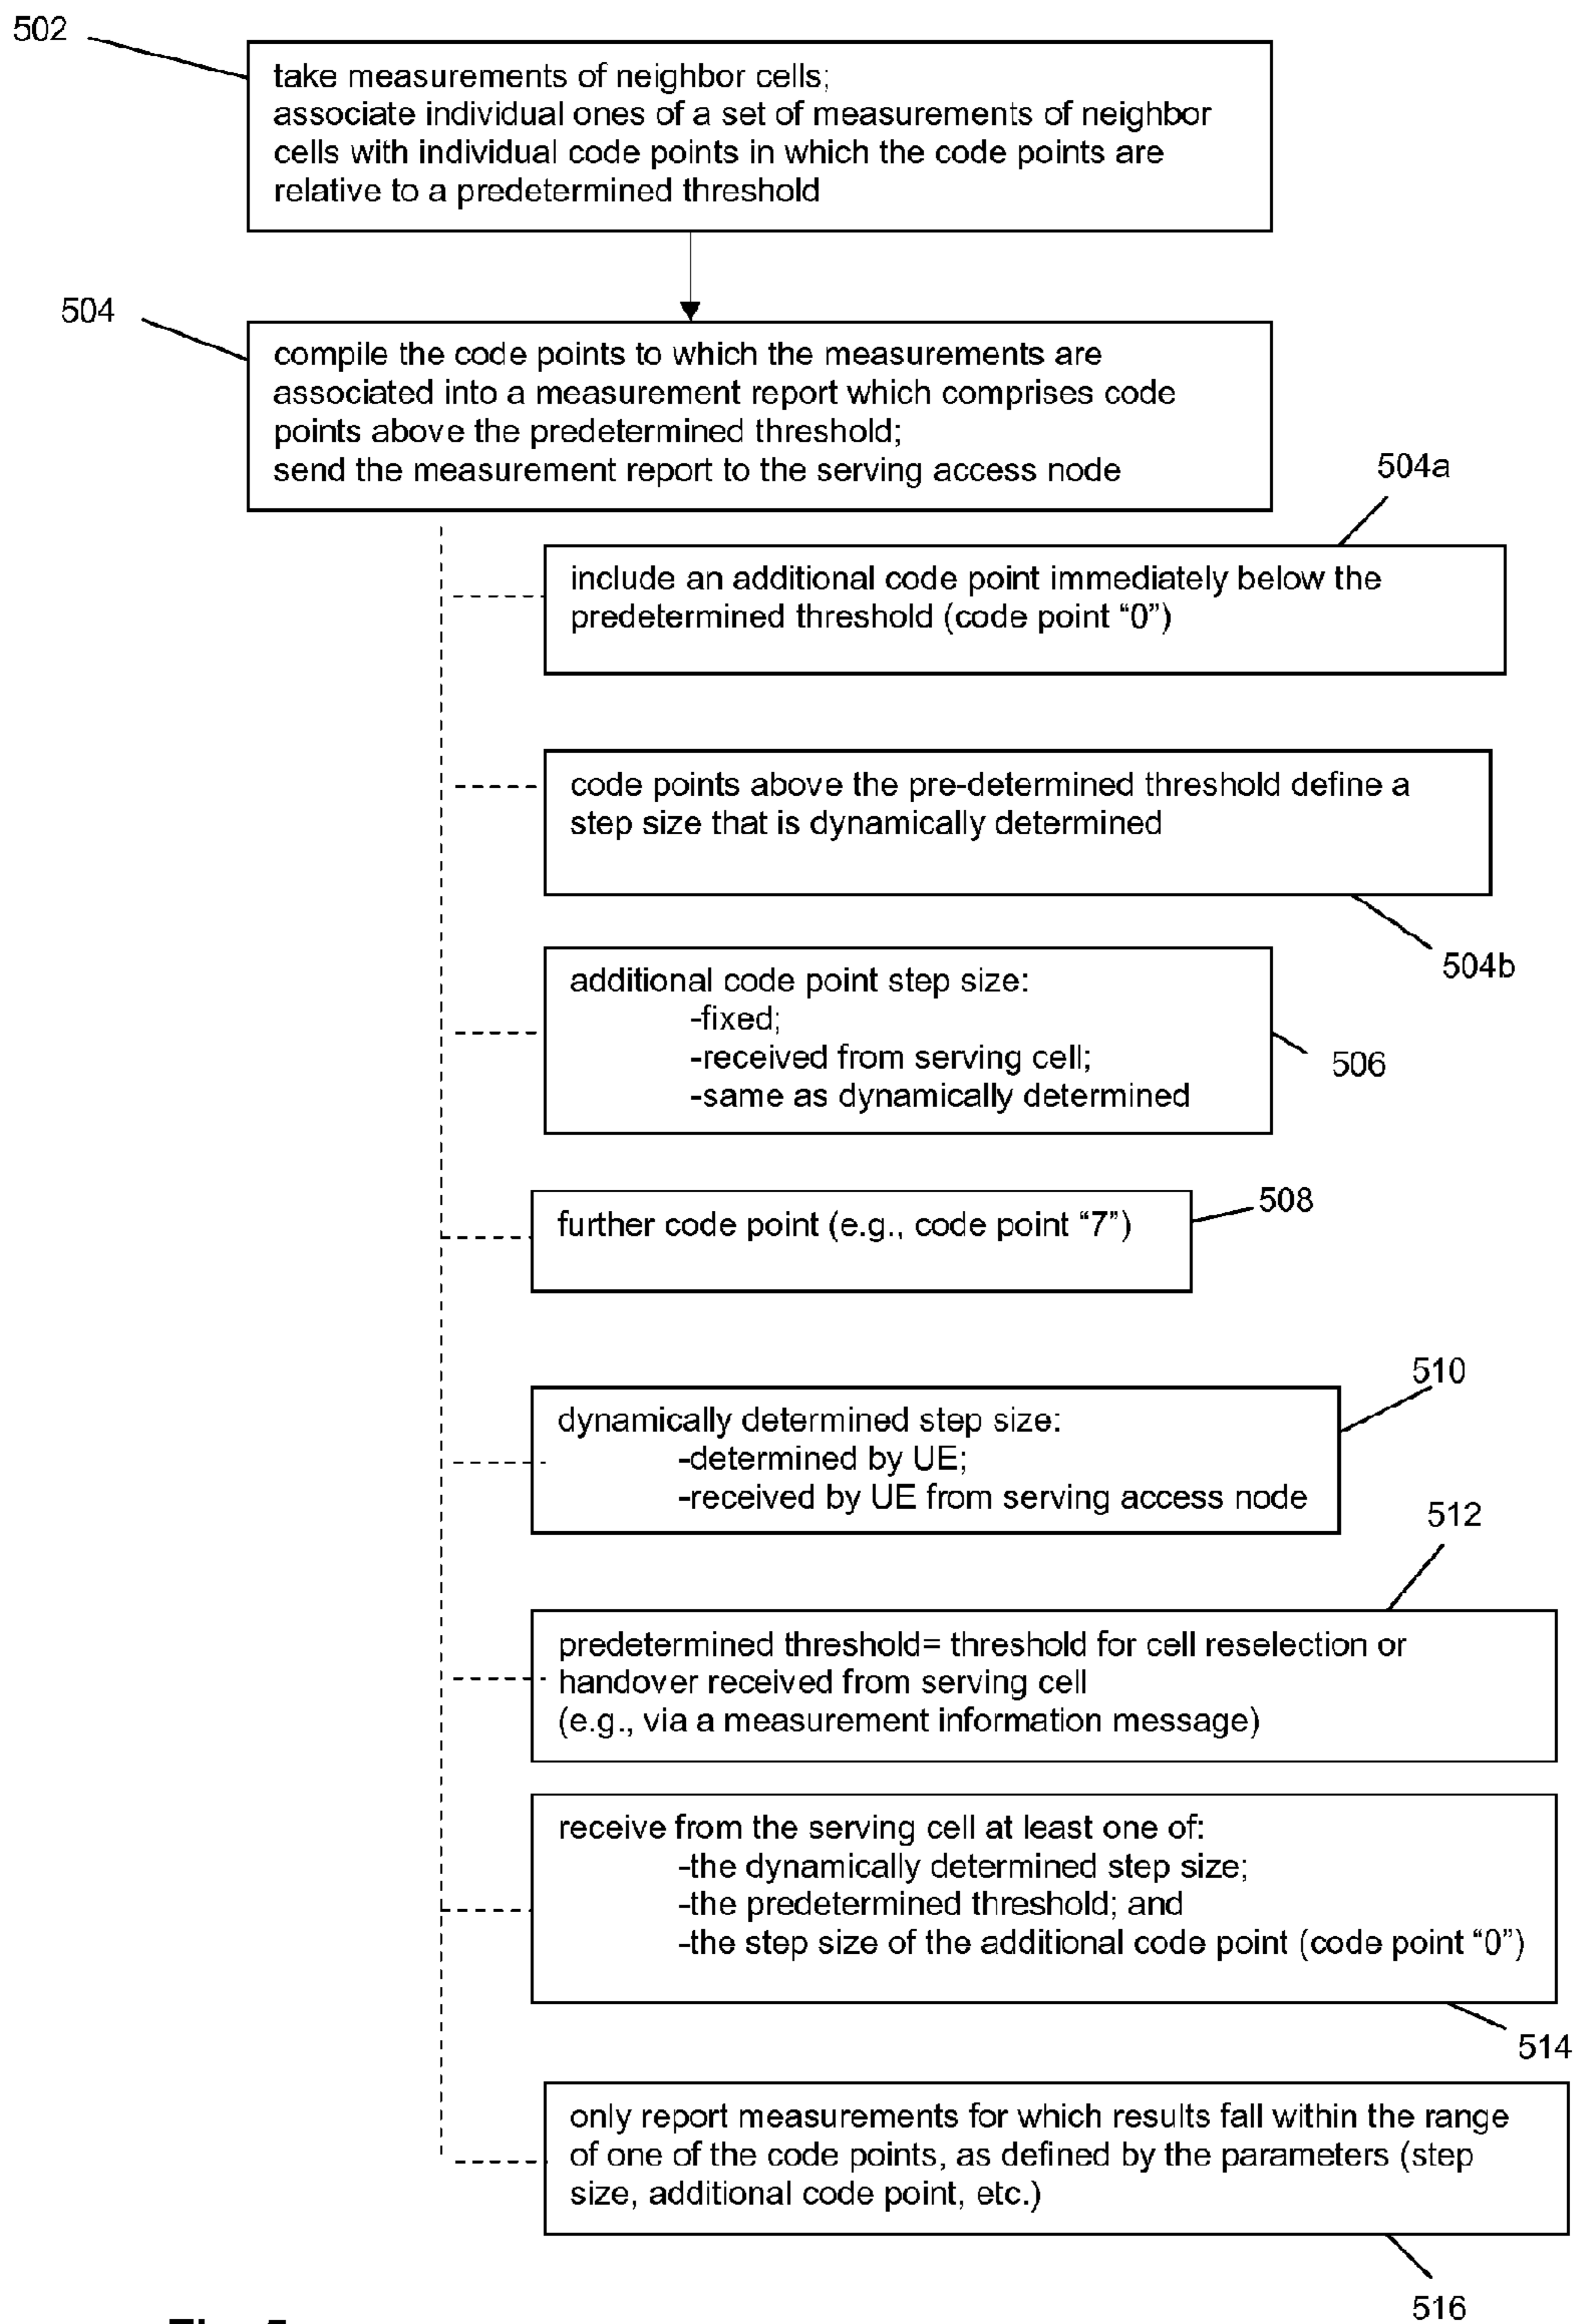 502
take measurements of neighbor cells;
associate individual ones of a set of measurements of neighbor
cells with individual code points in which the code points are
relative to a predetermined threshold
504
compile the code points to which the measurements are
associated into a measurement report which comprises code
points above the predetermined threshold;
send the measurement report to the serving access node
504a
include an additional code point immediately below the
predetermined threshold (code point “0”)
code points above the pre-determined threshold define a
step size that is dynamically determined
504b
additional code point step size:
-fixed;
-received from serving cell;
-same as dynamically determined
506
further code point (e.g., code point “7”)
508
510
dynamically determined step size:
-determined by UE;
-received by UE from serving access node
512
predetermined threshold= threshold for cell reselection or
handover received from serving cell
(e.g., via a measurement information message)
receive from the serving cell at least one of:
-the dynamically determined step size;
-the predetermined threshold; and
-the step size of the additional code point (code point “0”)
514
only report measurements for which results fall within the range
of one of the code points, as defined by the parameters (step
size, additional code point, etc.)
516